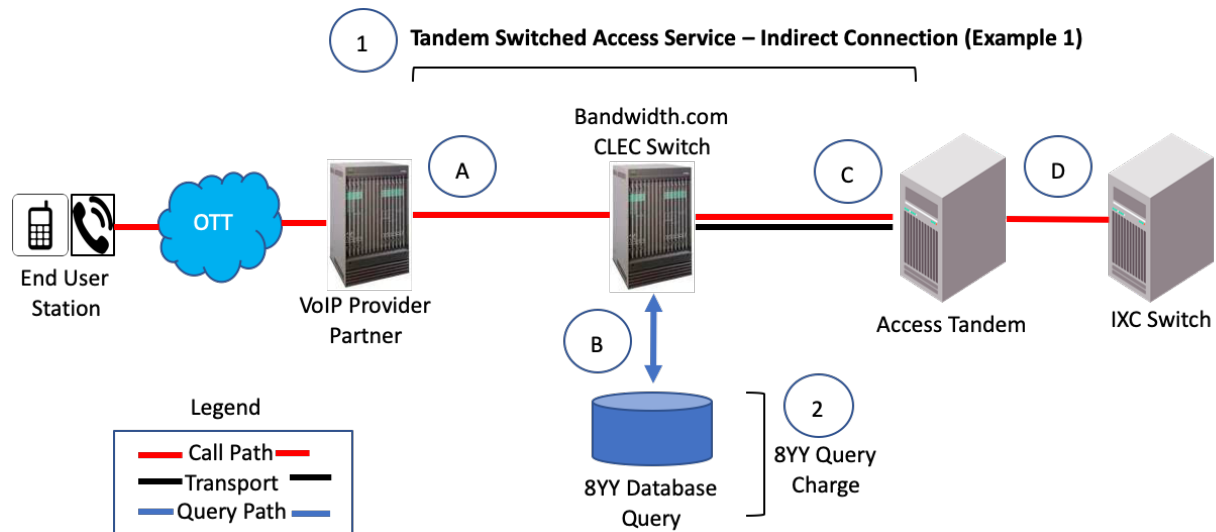 1
Tandem Switched Access Service – Indirect Connection (Example 1)
Bandwidth.com
CLEC Switch
A
C
D
OTT
End User
Station
VoIP Provider
Partner
Access Tandem
IXC Switch
B
2
8YY Query
Charge
8YY Database
Query
Legend
Call Path
Transport
Query Path